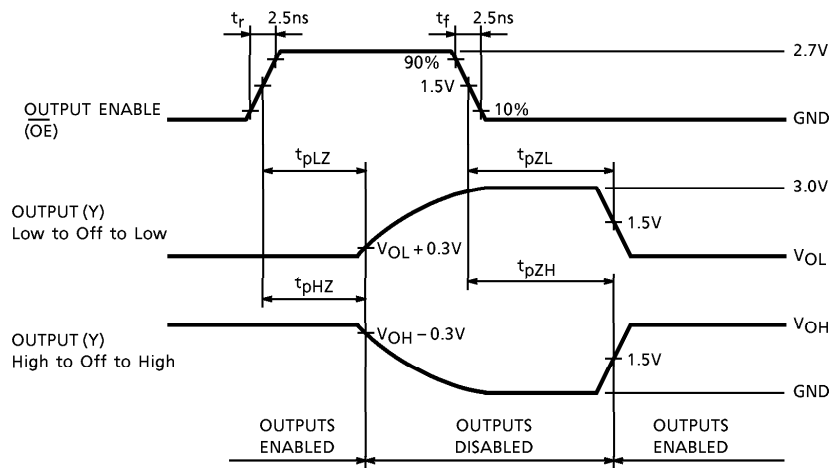 tr 2.5ns tf 2.5ns
90% 2.7V
1.5V
OUTPUT ENABLE 10% GND
(OE)
tpLZ tpZL
3.0V
OUTPUT (Y) 1.5V
Low to Off to Low
VOL + 0.3V VOL
tpHZ tpZH
VOH
OUTPUT (Y) VOH − 0.3V
High to Off to High 1.5V
GND
OUTPUTS OUTPUTS OUTPUTS
ENABLED DISABLED ENABLED